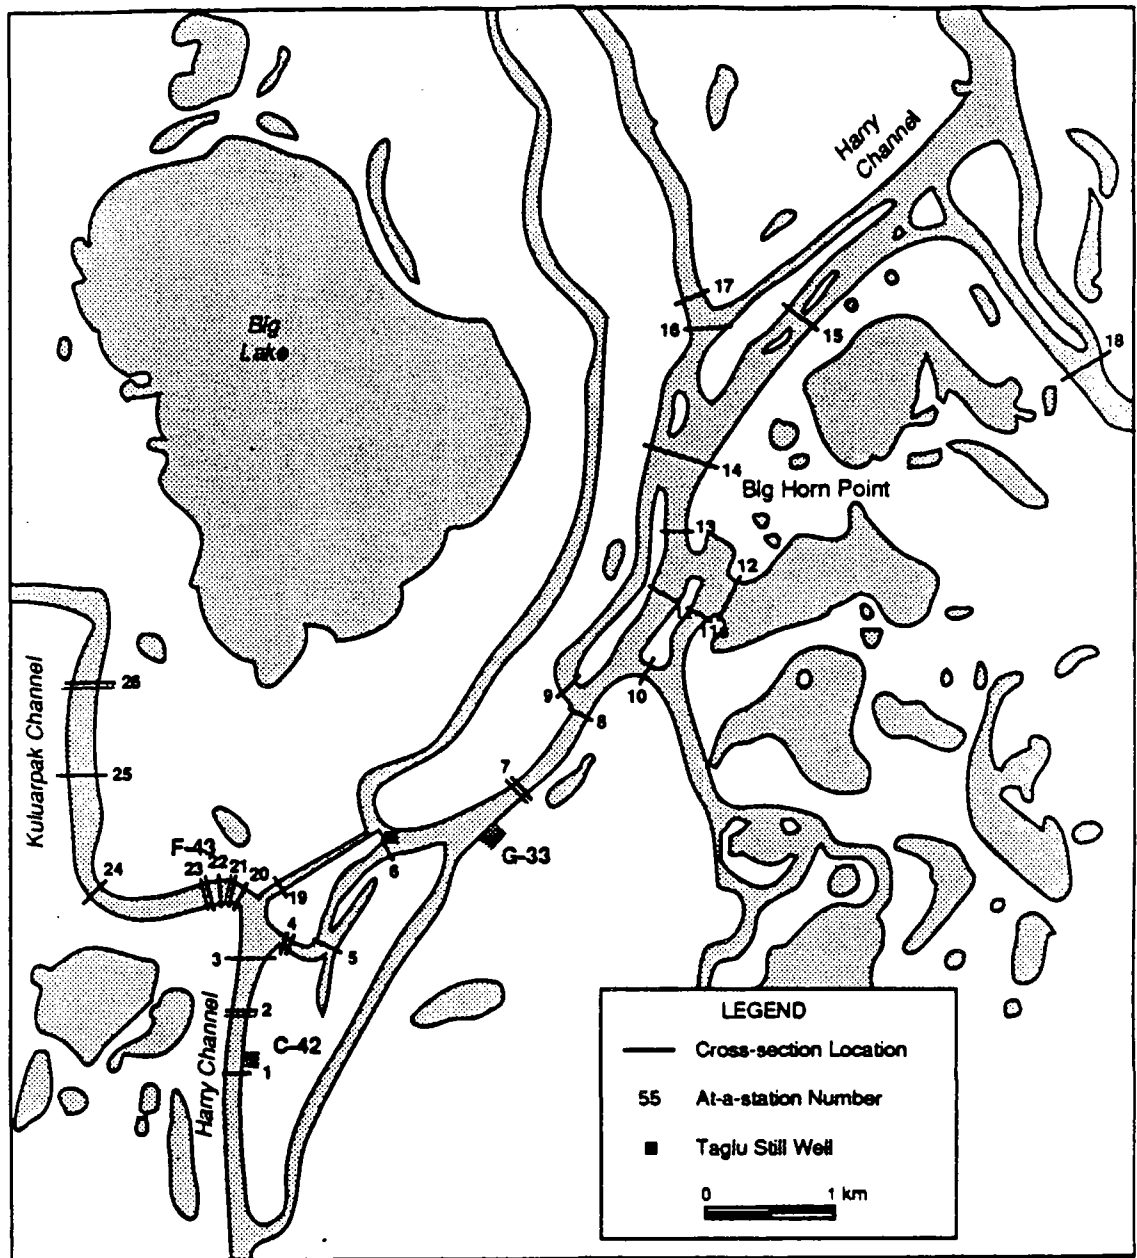 Harry
Channel
17
16
15
18
Big
Lake
14
Big Horn Point
13
12
11a
10
9
8
26
25
Kuluarpak Channel
7
G-33
F-43
6
24
23
22
21
20
19
4
5
3
2
C-42
1
Harry Channel
LEGEND
Cross-section Location
55 At-a-station Number
Taglu Still Well
0 1 km